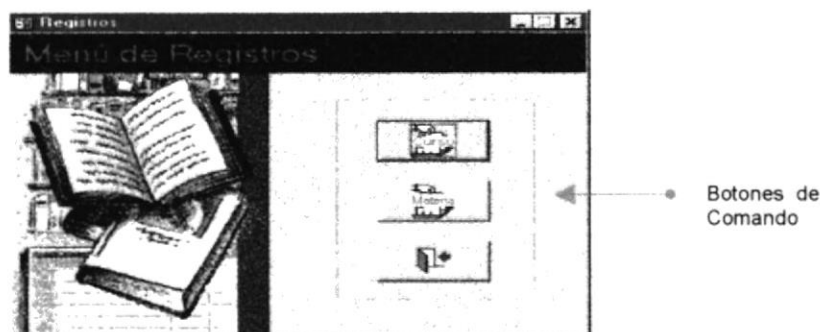 Registros
Menú de Registros
Materia
Botones de
Comando